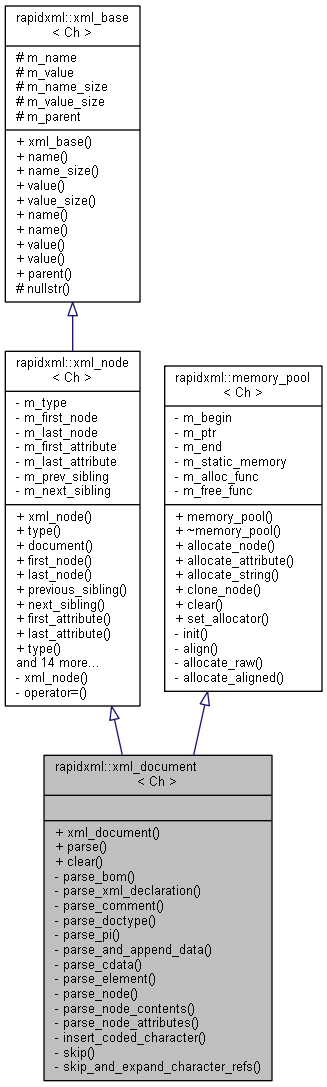 rapidxml::xml_base
< Ch >
# m_name
# m_value
# m_name_size
# m_value_size
# m_parent
+ xml_base()
+ name()
+ name_size()
+ value()
+ value_size()
+ name()
+ name()
+ value()
+ value()
+ parent()
# nullstr()
rapidxml::xml_node
< Ch >
- m_type
- m_first_node
- m_last_node
- m_first_attribute
- m_last_attribute
- m_prev_sibling
- m_next_sibling
+ xml_node()
+ type()
+ document()
+ first_node()
+ last_node()
+ previous_sibling()
+ next_sibling()
+ first_attribute()
+ last_attribute()
+ type()
and 14 more...
- xml_node()
- operator=()
rapidxml::memory_pool
< Ch >
- m_begin
- m_ptr
- m_end
- m_static_memory
- m_alloc_func
- m_free_func
+ memory_pool()
+ ~memory_pool()
+ allocate_node()
+ allocate_attribute()
+ allocate_string()
+ clone_node()
+ clear()
+ set_allocator()
- init()
- align()
- allocate_raw()
- allocate_aligned()
rapidxml::xml_document
< Ch >
+ xml_document()
+ parse()
+ clear()
- parse_bom()
- parse_xml_declaration()
- parse_comment()
- parse_doctype()
- parse_pi()
- parse_and_append_data()
- parse_cdata()
- parse_element()
- parse_node()
- parse_node_contents()
- parse_node_attributes()
- insert_coded_character()
- skip()
- skip_and_expand_character_refs()